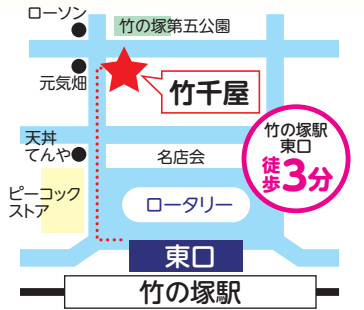 ローソン
竹の塚第五公園
元気畑
竹千屋
天丼
てんや
名店会
竹の塚駅
東口
徒歩3分
ピーコック
ストア
ロータリー
東口
竹の塚駅